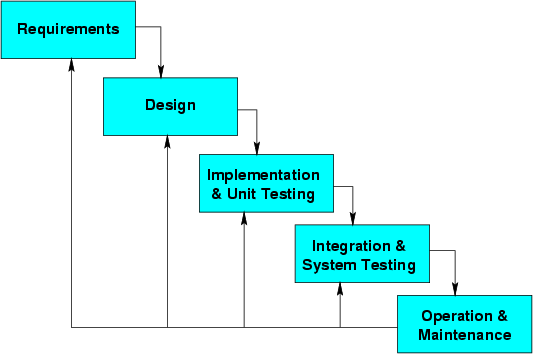 Requirements
Design
Implementation
& Unit Testing
Integration &
System Testing
Operation &
Maintenance